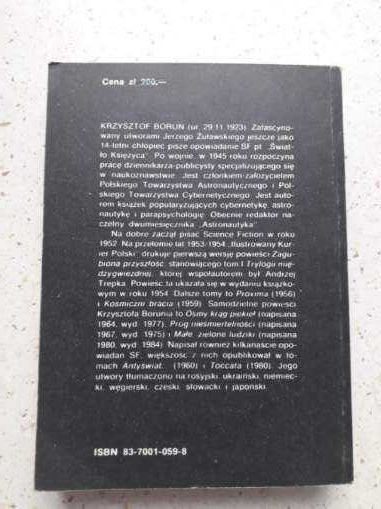 Cena zł 200.—
KRZYSZTOF BORUŃ (ur. 29.11.1923). Zafascyno-
wany utworami Jerzego Żuławskiego jeszcze jako
14-letni chłopiec pisze opowiadanie SF pt. „Świat-
ło Księżyca". Po wojnie, w 1945 roku rozpoczyna
pracę dziennikarza-publicysty specjalizującego się
w naukoznawstwie. Jest członkiem-założycielem
Polskiego Towarzystwa Astronautycznego i Pol-
skiego Towarzystwa Cybernetycznego. Jest auto-
rem książek popularyzujących cybernetykę, astro-
nautykę i parapsychologię. Obecnie redaktor na-
czelny dwumiesięcznika „Astronautyka".
Na dobre zaczął pisać Science Fiction w roku
1952. Na przełomie lat 1953/1954 „Ilustrowany Kur-
ier Polski" drukuje pierwszą wersję powieści Zagu-
biona przyszłość, stanowiącego tom I Trylogii mię-
dzygwiezdnej, której współautorem był Andrzej
Trepka. Powieść ta ukazała się w wydaniu książko-
wym w roku 1954. Dalsze tomy to Proxima (1956)
i Kosmiczni bracia (1959). Samodzielne powieści
Krzysztofa Borunia to Ósmy krąg piekieł (napisana
1964, wyd. 1977), Próg nieśmiertelności (napisana
1967, wyd. 1975) i Małe zielone ludziki (napisana
1980, wyd. 1984). Napisał również kilkanaście opo-
wiadań SF, większość z nich opublikował w to-
mach Antyświat (1960) i Toccata (1980). Jego
utwory tłumaczono na rosyjski, ukraiński, niemiec-
ki, węgierski, czeski, słowacki i japoński.
ISBN 83-7001-059-8